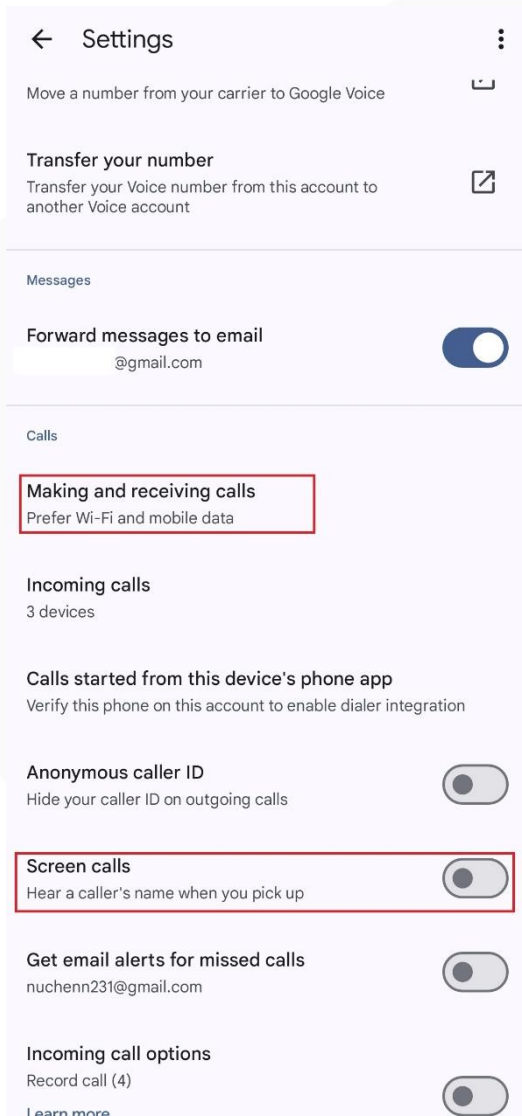 Settings
Move a number from your carrier to Google Voice
Transfer your number
Transfer your Voice number from this account to
another Voice account
Messages
Forward messages to email
@gmail.com
Calls
Making and receiving calls
Prefer Wi-Fi and mobile data
Incoming calls
3 devices
Calls started from this device's phone app
Verify this phone on this account to enable dialer integration
Anonymous caller ID
Hide your caller ID on outgoing calls
Screen calls
Hear a caller's name when you pick up
Get email alerts for missed calls
nuchenn231@gmail.com
Incoming call options
Record call (4)
Learn more